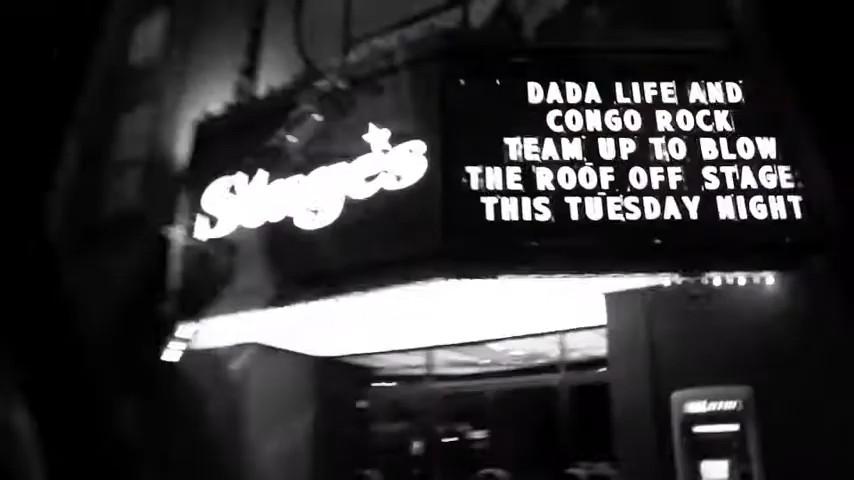 Stage's
DADA LIFE AND
CONGO ROCK
TEAM UP TO BLOW
THE ROOF OFF STAGE
THIS TUESDAY NIGHT